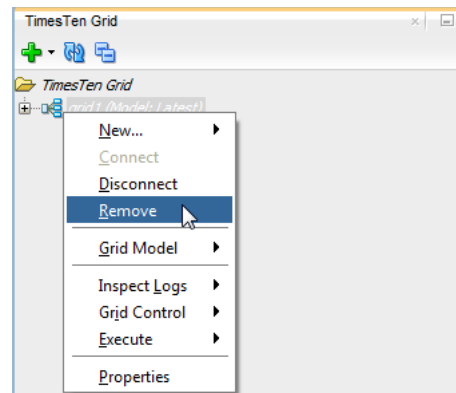 TimesTen Grid
TimesTen Grid
grid1 (Model: Latest)
New...
Connect
Disconnect
Remove
Grid Model
Inspect Logs
Grid Control
Execute
Properties